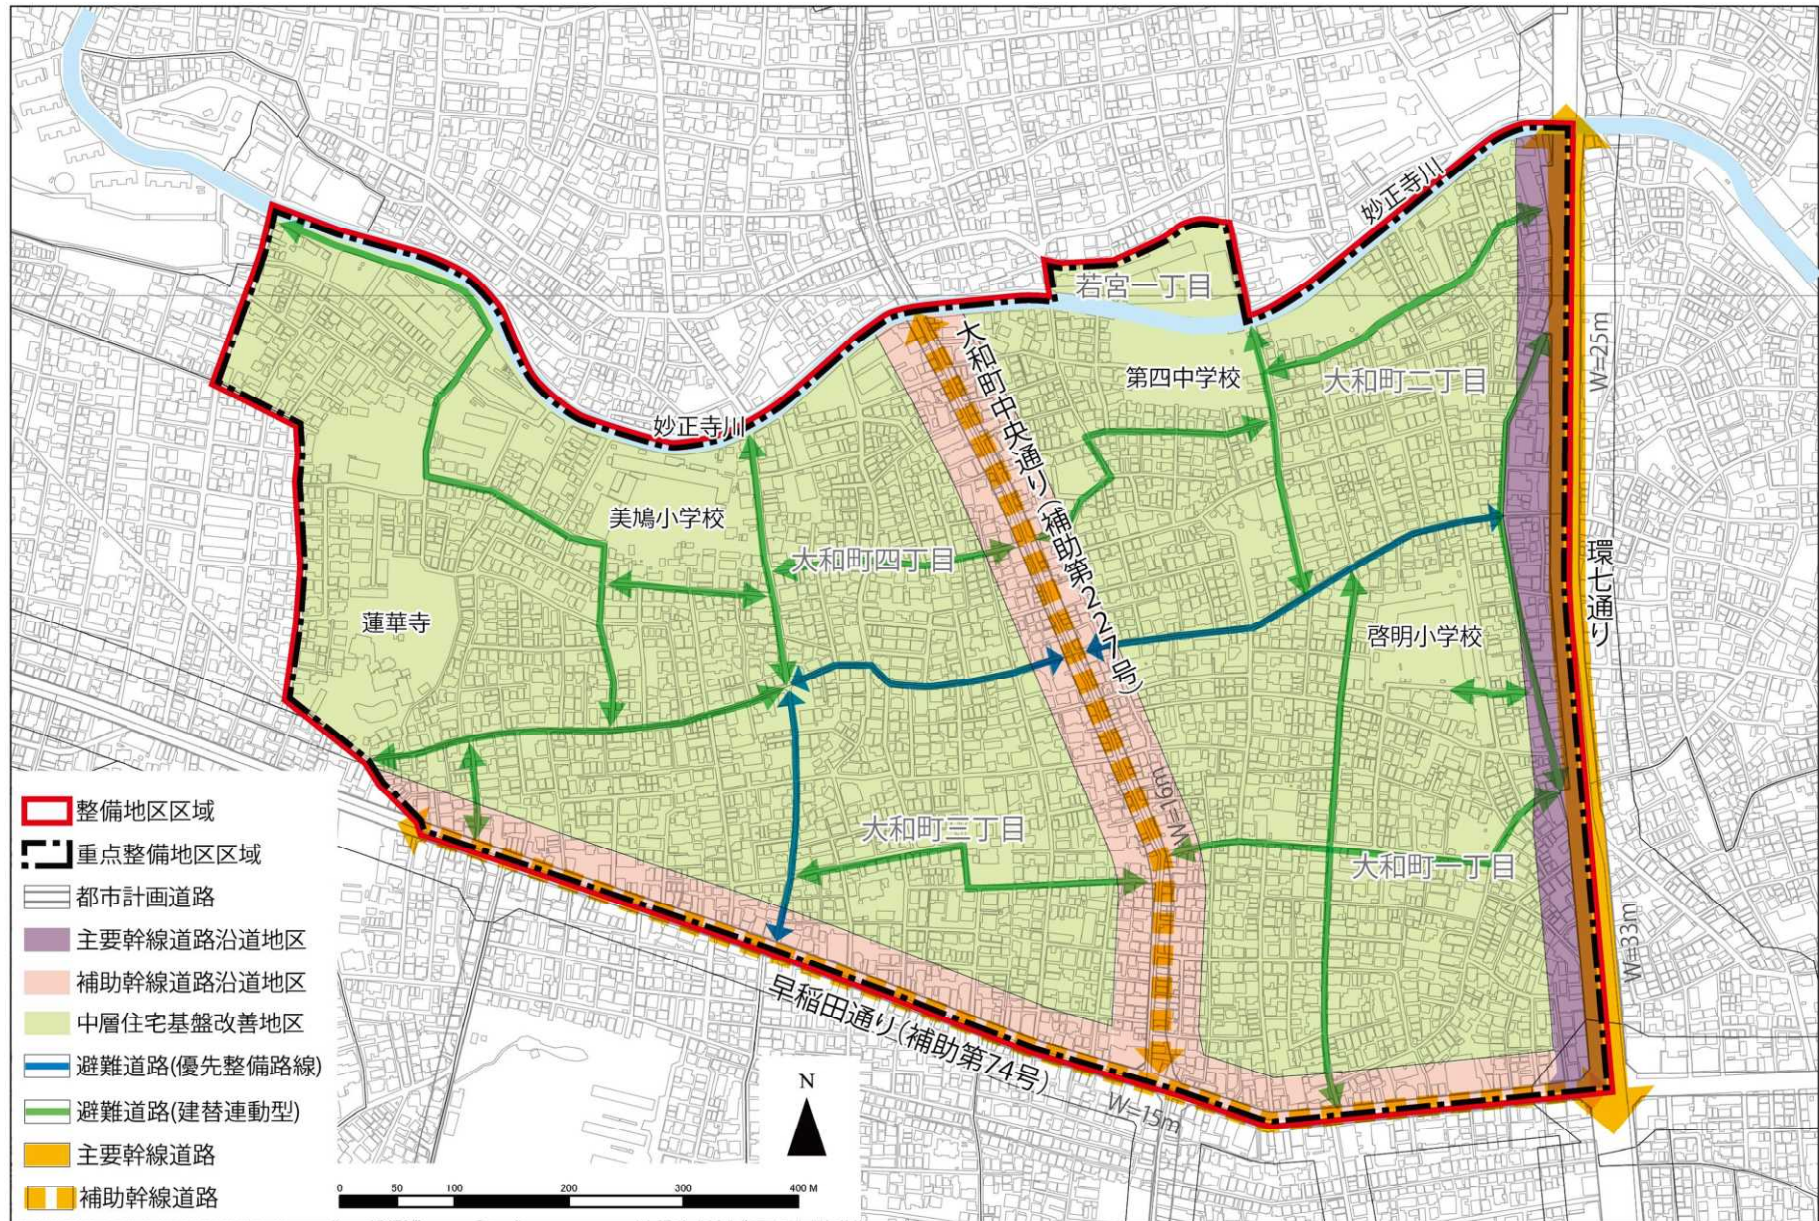 妙正寺川
若宮一丁目
大和町中央通り(補助第227号)
第四中学校
大和町二丁目
W=25m
妙正寺川
美鳩小学校
大和町四丁目
環七通り
蓮華寺
啓明小学校
大和町三丁目
W=16m
大和町一丁目
W=33m
早稲田通り(補助第74号)
W=15m
整備地区区域
重点整備地区区域
都市計画道路
主要幹線道路沿道地区
補助幹線道路沿道地区
中層住宅基盤改善地区
避難道路(優先整備路線)
避難道路(建替連動型)
主要幹線道路
補助幹線道路
N
0 50 100 200 300 400 M